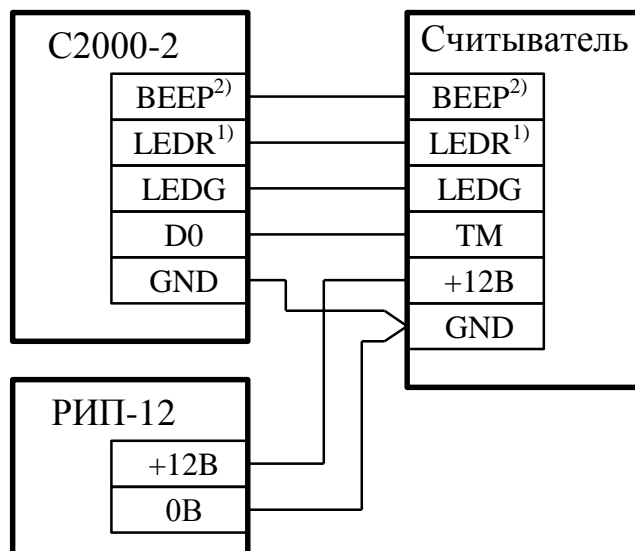 С2000-2
BEEP2)
LEDR1)
LEDG
D0
GND
Считыватель
BEEP2)
LEDR1)
LEDG
TM
+12В
GND
РИП-12
+12В
0В